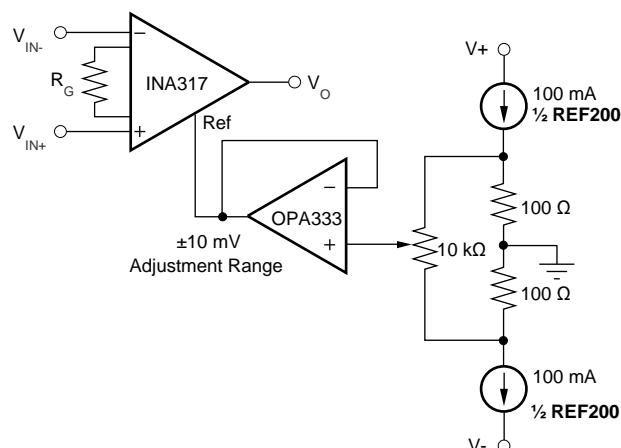 V+
V_IN-
100 mA
½ REF200
R_G
INA317
V_O
V_IN+
Ref
100 Ω
OPA333
±10 mV
Adjustment Range
10 kΩ
100 Ω
100 mA
½ REF200
V-
−
+
−
+